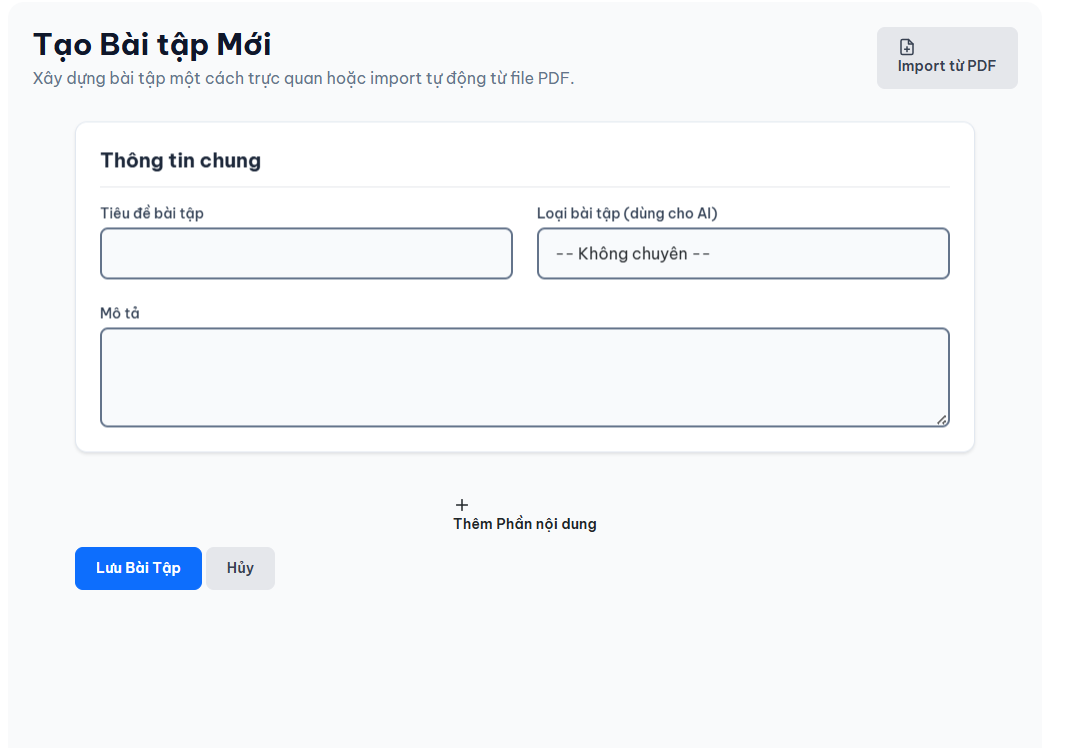 Tạo Bài tập Mới
Xây dựng bài tập một cách trực quan hoặc import tự động từ file PDF.
Import từ PDF
Thông tin chung
Tiêu đề bài tập
Loại bài tập (dùng cho AI)
-- Không chuyên --
Mô tả
Thêm Phần nội dung
Lưu Bài Tập
Hủy